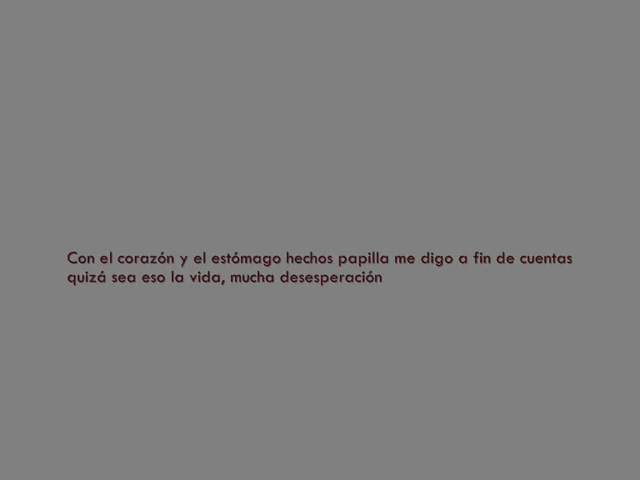 Con el corazón y el estómago hechos papilla me digo a fin de cuentas
quizá sea eso la vida, mucha desesperación